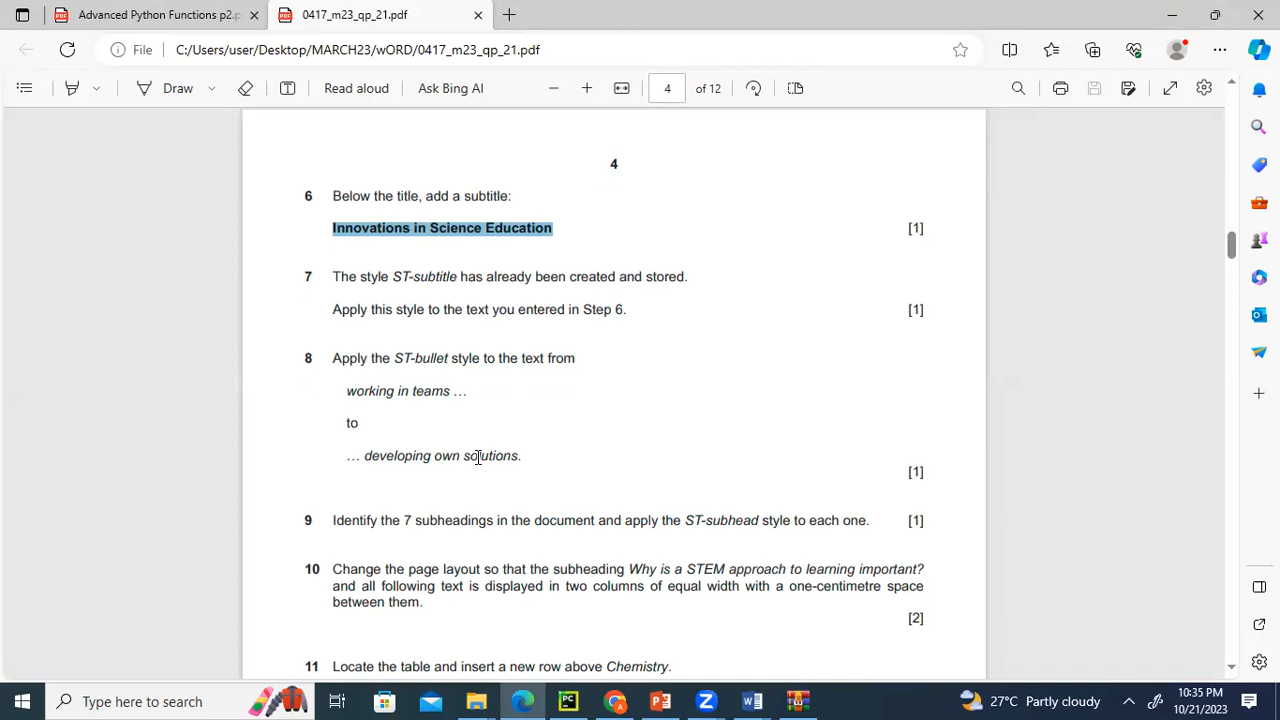 Advanced Python Functions p2.p
0417_m23_qp_21.pdf
File
C:/Users/user/Desktop/MARCH23/wORD/0417_m23_qp_21.pdf
Draw
Read aloud
Ask Bing AI
4
of 12
4
6 Below the title, add a subtitle:
Innovations in Science Education [1]
7 The style ST-subtitle has already been created and stored.
Apply this style to the text you entered in Step 6. [1]
8 Apply the ST-bullet style to the text from
working in teams …
to
… developing own solutions.
[1]
9 Identify the 7 subheadings in the document and apply the ST-subhead style to each one. [1]
10 Change the page layout so that the subheading Why is a STEM approach to learning important?
and all following text is displayed in two columns of equal width with a one-centimetre space
between them.
[2]
11 Locate the table and insert a new row above Chemistry.
Type here to search
27°C Partly cloudy
10:35 PM
10/21/2023